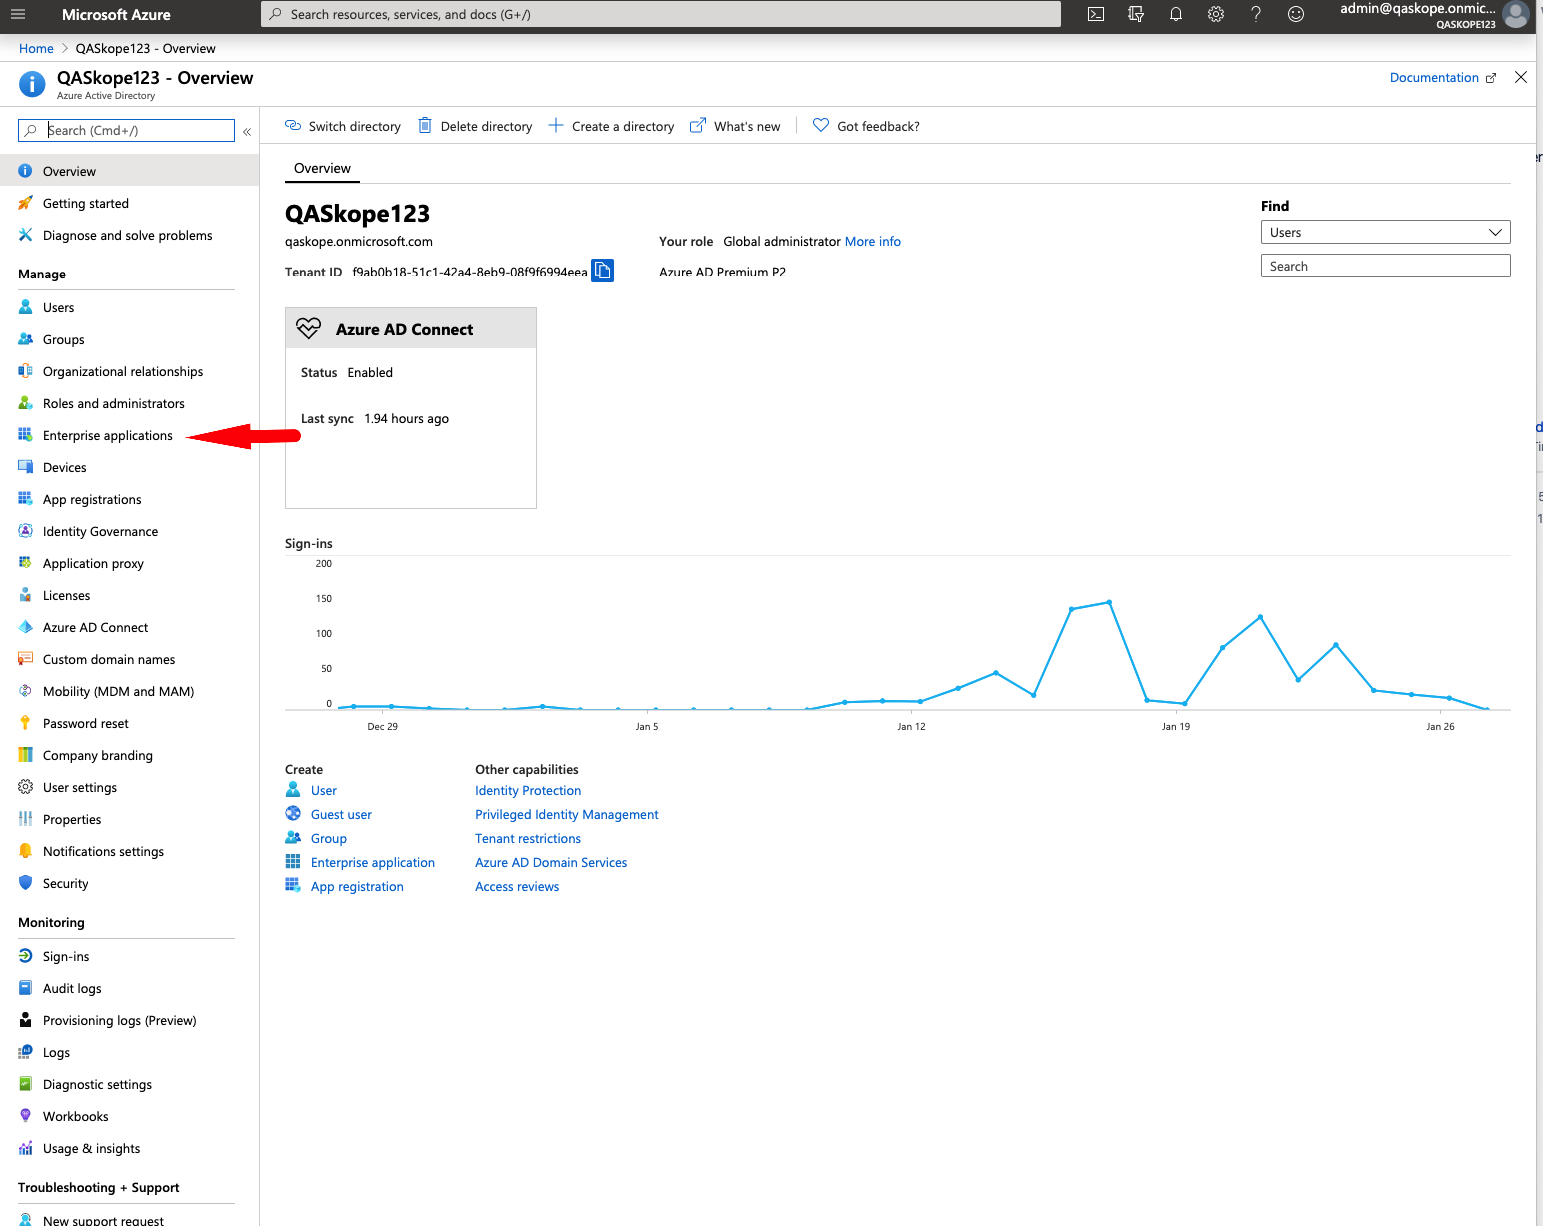 Microsoft Azure
Search resources, services, and docs (G+/)
admin@qaskope.onmic...
QASKOPE123
Home > QASkope123 - Overview
QASkope123 - Overview
Azure Active Directory
Documentation
Search (Cmd+/)
«
Switch directory
Delete directory
Create a directory
What's new
Got feedback?
Overview
Getting started
Diagnose and solve problems
Manage
Users
Groups
Organizational relationships
Roles and administrators
Enterprise applications
Devices
App registrations
Identity Governance
Application proxy
Licenses
Azure AD Connect
Custom domain names
Mobility (MDM and MAM)
Password reset
Company branding
User settings
Properties
Notifications settings
Security
Monitoring
Sign-ins
Audit logs
Provisioning logs (Preview)
Logs
Diagnostic settings
Workbooks
Usage & insights
Troubleshooting + Support
New support request
Overview
QASkope123
qaskope.onmicrosoft.com
Tenant ID f9ab0b18-51c1-42a4-8eb9-08f9f6994eea
Your role Global administrator More info
Azure AD Premium P2
Find
Users
Search
Azure AD Connect
Status Enabled
Last sync 1.94 hours ago
Sign-ins
200
150
100
50
0
Dec 29
Jan 5
Jan 12
Jan 19
Jan 26
Create
User
Guest user
Group
Enterprise application
App registration
Other capabilities
Identity Protection
Privileged Identity Management
Tenant restrictions
Azure AD Domain Services
Access reviews